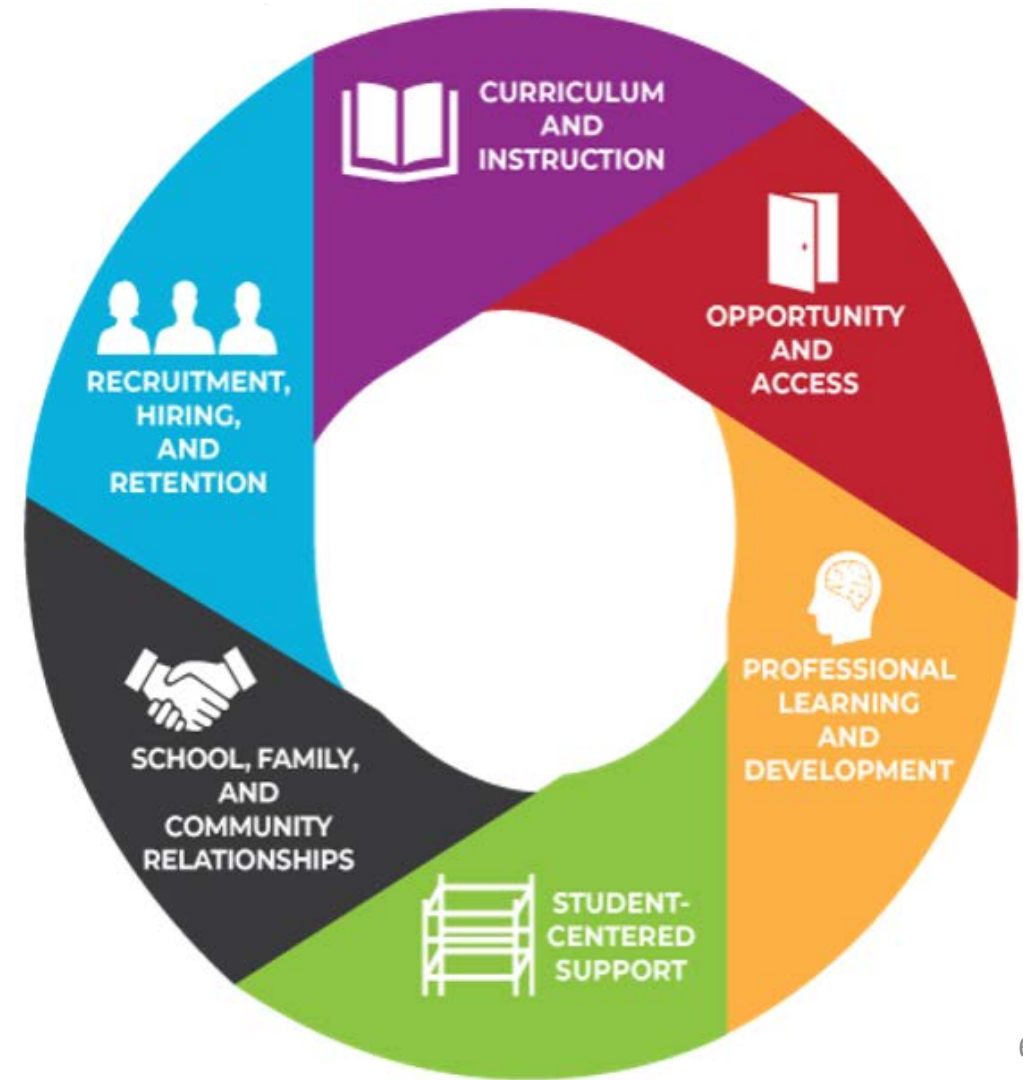 CURRICULUM
AND
INSTRUCTION
OPPORTUNITY
AND
ACCESS
PROFESSIONAL
LEARNING
AND
DEVELOPMENT
STUDENT-
CENTERED
SUPPORT
SCHOOL, FAMILY,
AND
COMMUNITY
RELATIONSHIPS
RECRUITMENT,
HIRING,
AND
RETENTION